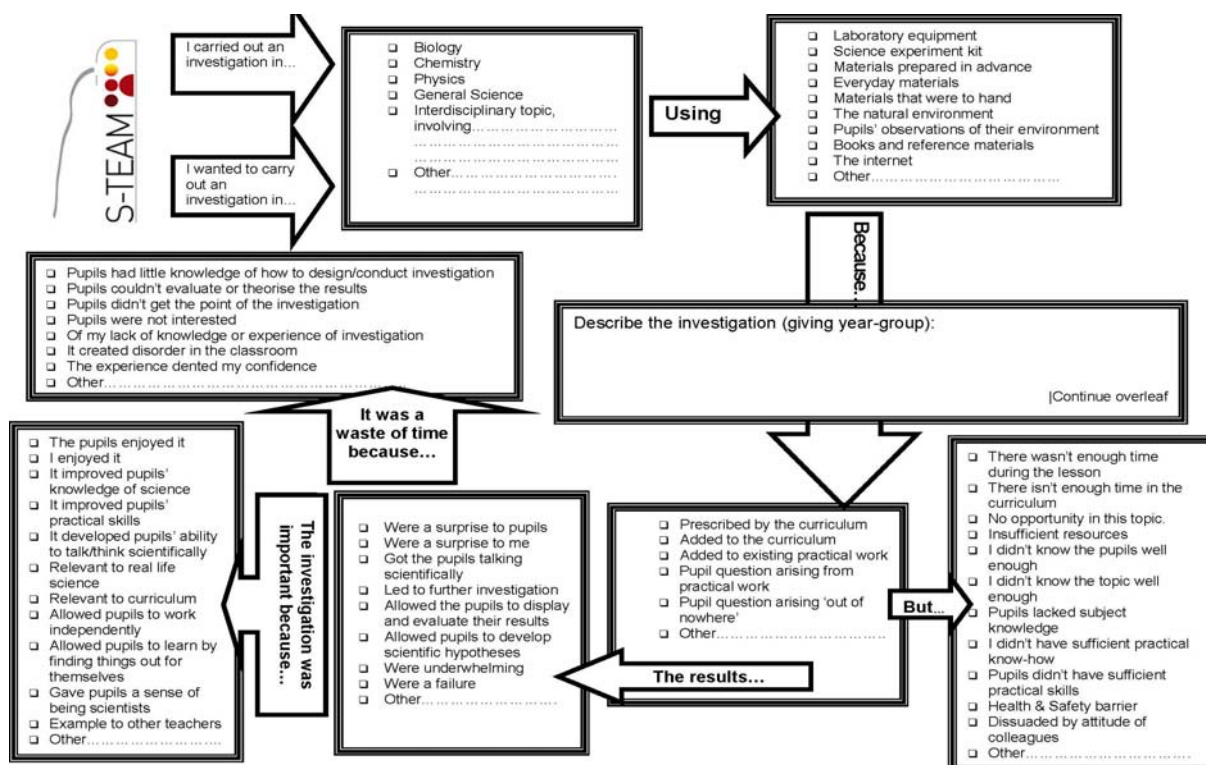 S-TEAM
I carried out an
investigation in…
I wanted to carry
out an
investigation in…
❑ Biology
❑ Chemistry
❑ Physics
❑ General Science
❑ Interdisciplinary topic,
involving………………………
………………………………
………………………………
❑ Other……………………….
………………………………
Using
❑ Laboratory equipment
❑ Science experiment kit
❑ Materials prepared in advance
❑ Everyday materials
❑ Materials that were to hand
❑ The natural environment
❑ Pupils' observations of their environment
❑ Books and reference materials
❑ The internet
❑ Other……………………………
Because…
Describe the investigation (giving year-group):
|Continue overleaf
❑ Prescribed by the curriculum
❑ Added to the curriculum
❑ Added to existing practical work
❑ Pupil question arising from
practical work
❑ Pupil question arising 'out of
nowhere'
❑ Other……………………….
But…
❑ There wasn't enough time
during the lesson
❑ There isn't enough time in the
curriculum
❑ No opportunity in this topic.
❑ Insufficient resources
❑ I didn't know the pupils well
enough
❑ I didn't know the topic well
enough
❑ Pupils lacked subject
knowledge
❑ I didn't have sufficient practical
know-how
❑ Pupils didn't have sufficient
practical skills
❑ Health & Safety barrier
❑ Dissuaded by attitude of
colleagues
❑ Other……………………….
The results…
❑ Were a surprise to pupils
❑ Were a surprise to me
❑ Got the pupils talking
scientifically
❑ Led to further investigation
❑ Allowed the pupils to display
and evaluate their results
❑ Allowed pupils to develop
scientific hypotheses
❑ Were underwhelming
❑ Were a failure
❑ Other……………………….
It was a
waste of time
because…
❑ Pupils had little knowledge of how to design/conduct investigation
❑ Pupils couldn't evaluate or theorise the results
❑ Pupils didn't get the point of the investigation
❑ Pupils were not interested
❑ Of my lack of knowledge or experience of investigation
❑ It created disorder in the classroom
❑ The experience dented my confidence
❑ Other………………………………………………
The investigation was
important because…
❑ The pupils enjoyed it
❑ I enjoyed it
❑ It improved pupils'
knowledge of science
❑ It improved pupils'
practical skills
❑ It developed pupils' ability
to talk/think scientifically
❑ Relevant to real life
science
❑ Relevant to curriculum
❑ Allowed pupils to work
independently
❑ Allowed pupils to learn by
finding things out for
themselves
❑ Gave pupils a sense of
being scientists
❑ Example to other teachers
❑ Other……………………….